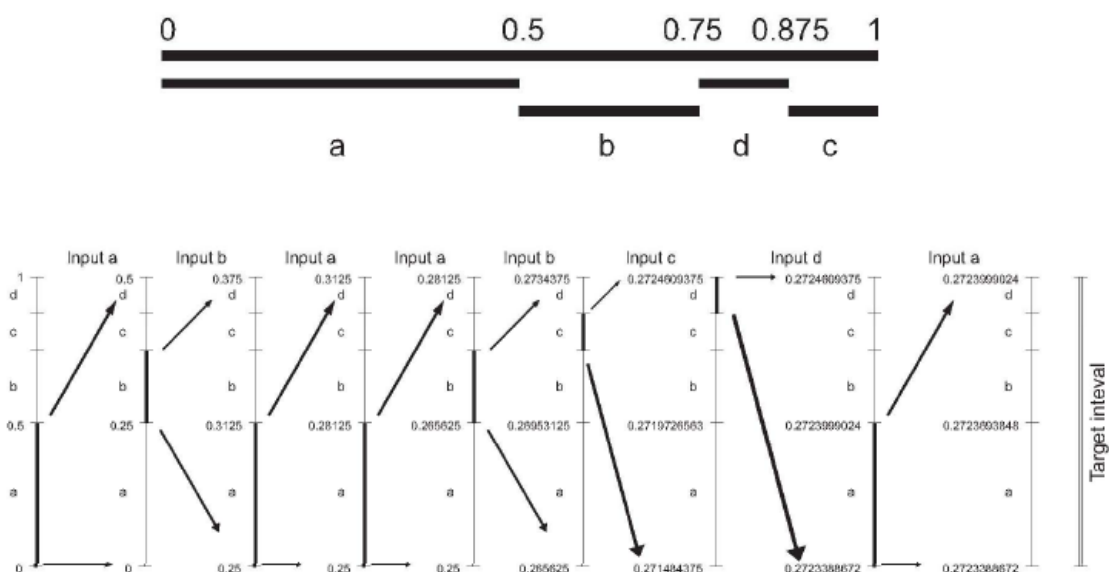 0 0.5 0.75 0.875 1
a b d c
Input a Input b Input a Input a Input b Input c Input d Input a
1 0.5 0.375 0.3125 0.28125 0.2734375 0.2724609375 0.2724609375 0.2723999024
d d d d d d d d d
c c c c c c c c c
b b b b b b b b b
0.5 0.25 0.3125 0.28125 0.265625 0.26953125 0.2719726563 0.2723999024 0.2723693848
a a a a a a a a a
0 0 0.25 0.25 0.25 0.265625 0.271484375 0.2723388672 0.2723388672
Target inteval